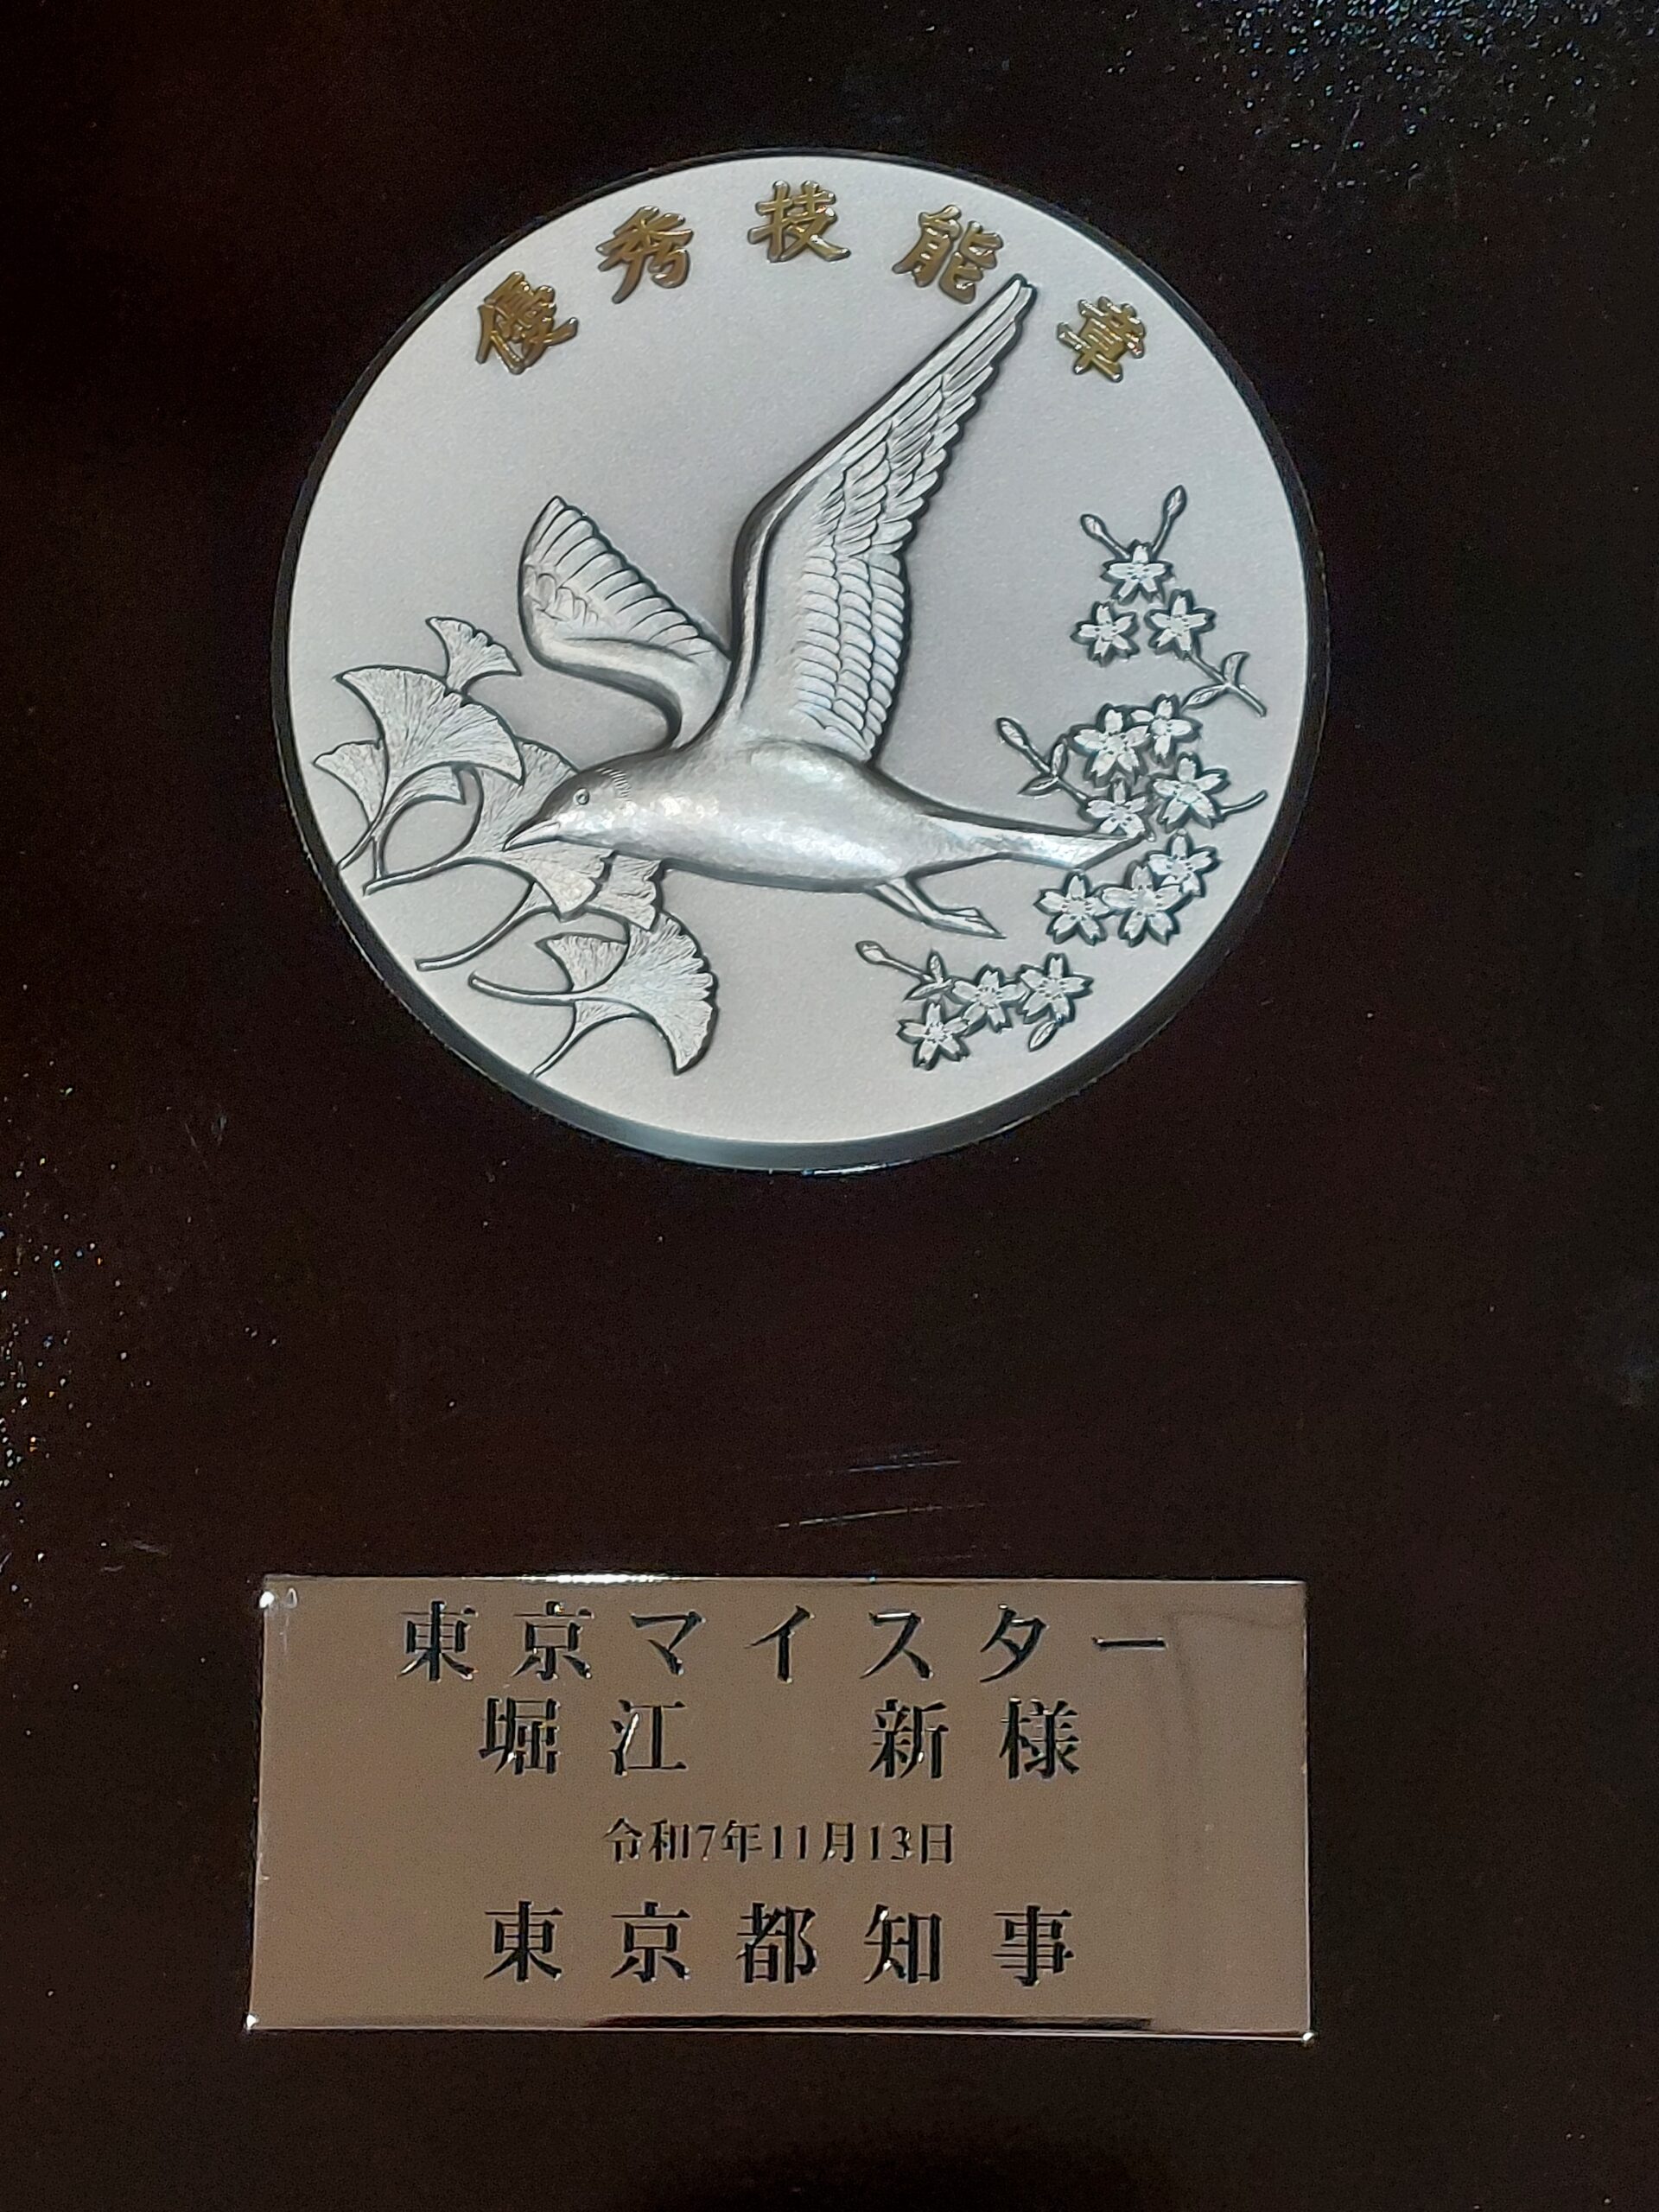 優秀技能章
東京マイスター
堀江 新様
令和7年11月13日
東京都知事